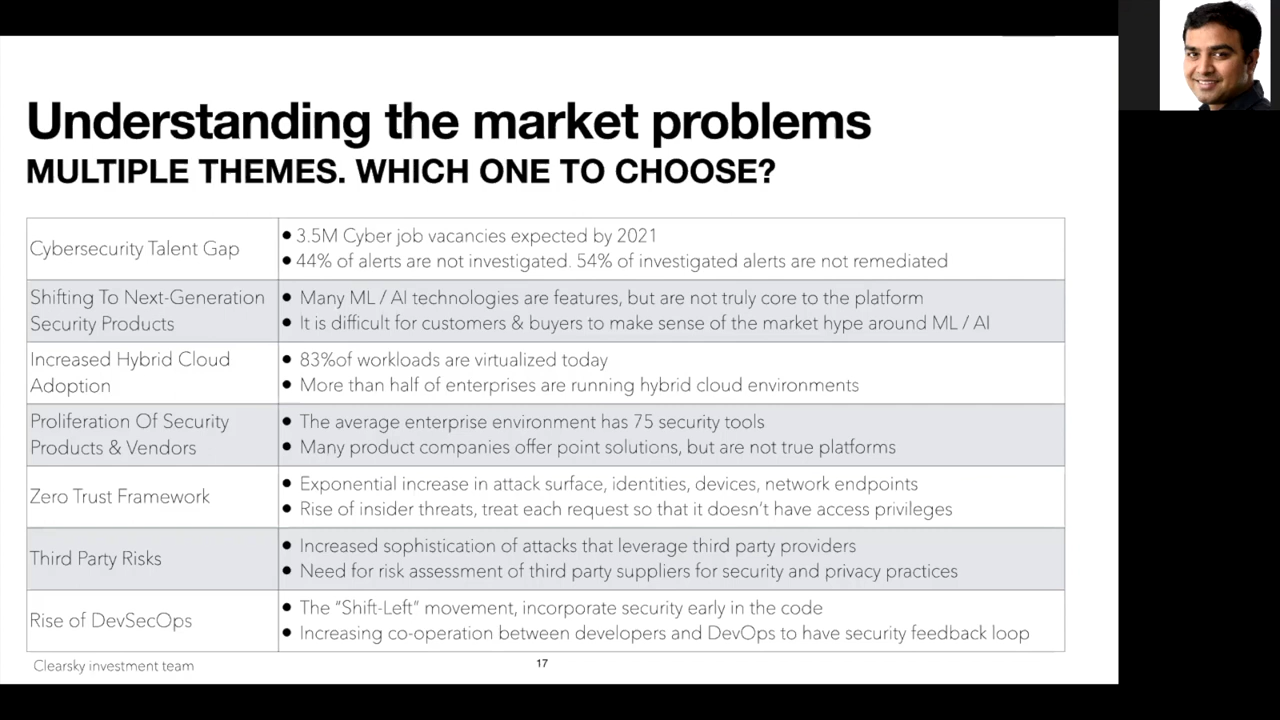 Understanding the market problems
MULTIPLE THEMES. WHICH ONE TO CHOOSE?
Cybersecurity Talent Gap
● 3.5M Cyber job vacancies expected by 2021
● 44% of alerts are not investigated. 54% of investigated alerts are not remediated
Shifting To Next-Generation
Security Products
● Many ML / AI technologies are features, but are not truly core to the platform
● It is difficult for customers & buyers to make sense of the market hype around ML / AI
Increased Hybrid Cloud
Adoption
● 83%of workloads are virtualized today
● More than half of enterprises are running hybrid cloud environments
Proliferation Of Security
Products & Vendors
● The average enterprise environment has 75 security tools
● Many product companies offer point solutions, but are not true platforms
Zero Trust Framework
● Exponential increase in attack surface, identities, devices, network endpoints
● Rise of insider threats, treat each request so that it doesn't have access privileges
Third Party Risks
● Increased sophistication of attacks that leverage third party providers
● Need for risk assessment of third party suppliers for security and privacy practices
Rise of DevSecOps
● The “Shift-Left” movement, incorporate security early in the code
● Increasing co-operation between developers and DevOps to have security feedback loop
Clearsky investment team
17